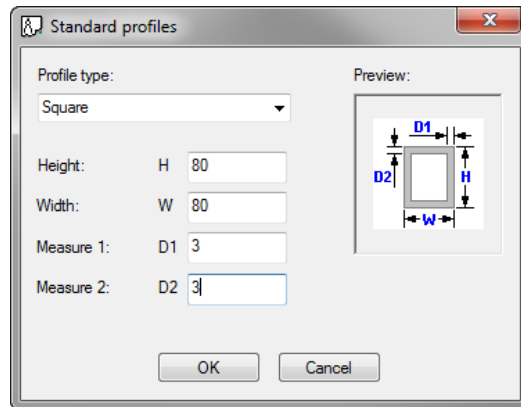 Standard profiles
Profile type:
Square
Height: H 80
Width: W 80
Measure 1: D1 3
Measure 2: D2 3
Preview:
D1
D2
H
W
OK
Cancel